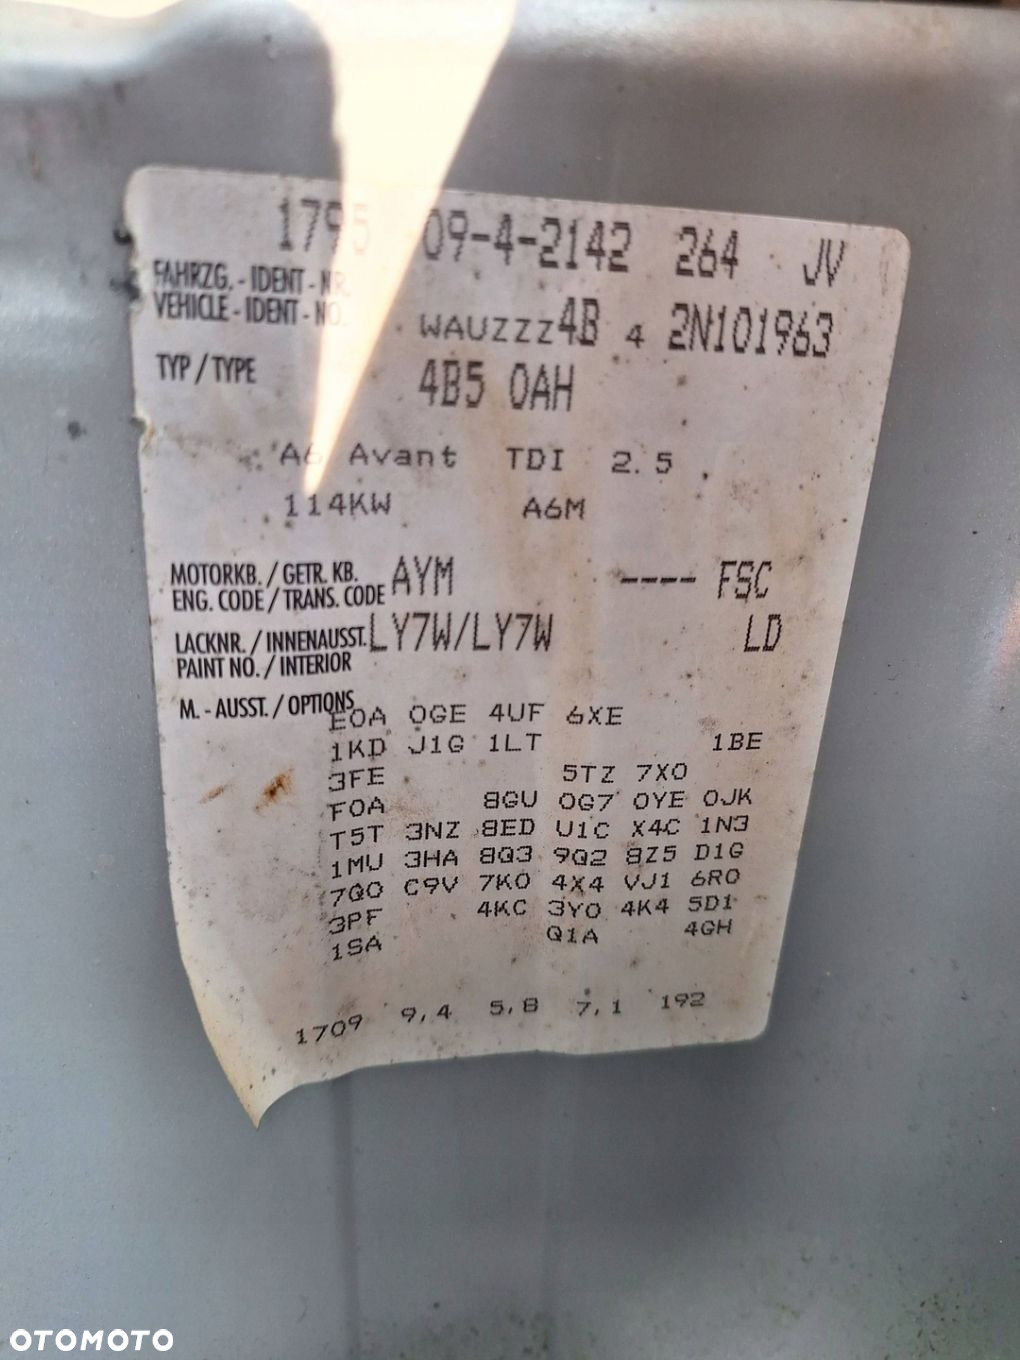 1795 09-4-2142 264 JV
FAHRZG. - IDENT - NR.
VEHICLE - IDENT - NO.
WAUZZZ4B 4 2N101963
TYP / TYPE 4B5 0AH
A6 Avant TDI 2.5
114KW A6M
MOTORKB. / GETR. KB.
ENG. CODE / TRANS. CODE
AYM ---- FSC
LACKNR. / INNENAUSST.
PAINT NO. / INTERIOR
LY7W/LY7W LD
M. - AUSST. / OPTIONS
E0A 0GE 4UF 6XE
1KD J1G 1LT 1BE
3FE 5TZ 7X0
F0A 8GU 0G7 0YE 0JK
T5T 3NZ 8ED U1C X4C 1N3
1MU 3HA 8Q3 9Q2 8Z5 D1G
7Q0 C9V 7K0 4X4 VJ1 6R0
3PF 4KC 3Y0 4K4 5D1
1SA Q1A 4GH
1709 9,4 5,8 7,1 192
OTOMOTO